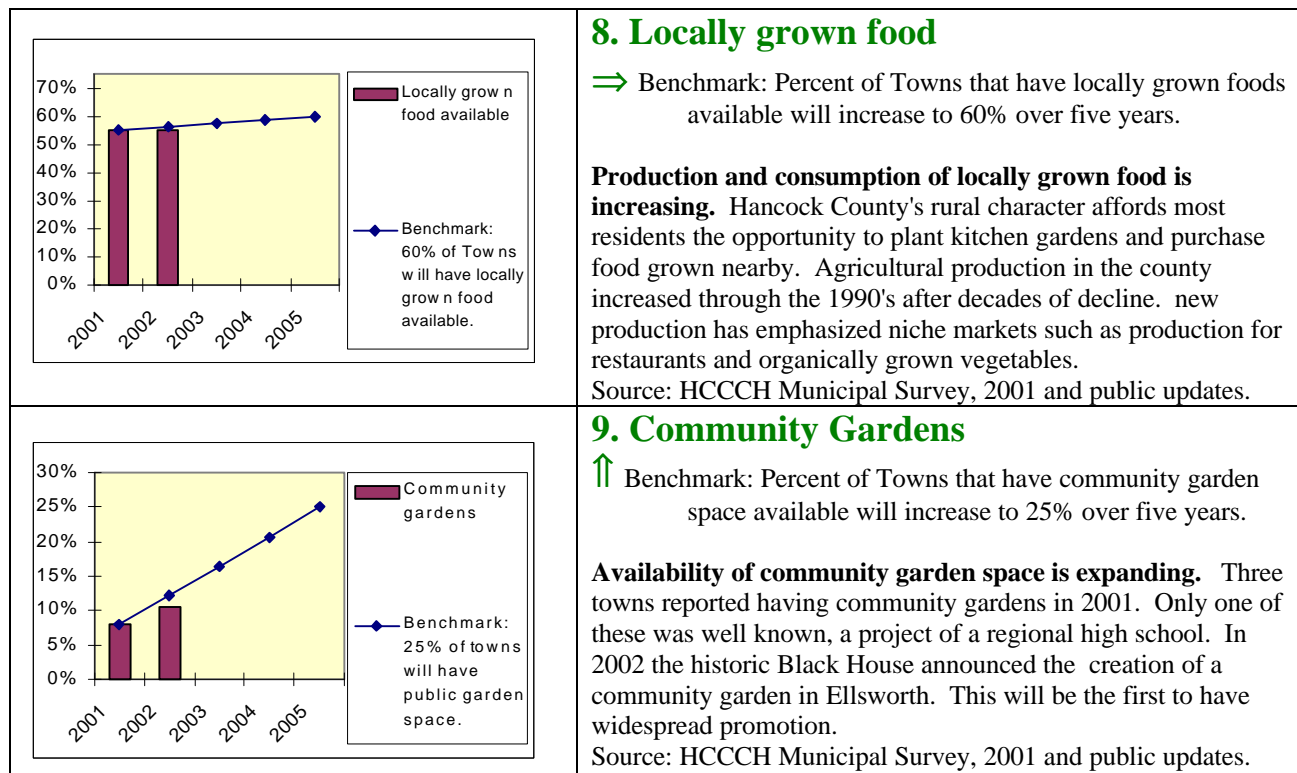 70%
60%
50%
40%
30%
20%
10%
0%
2001
2002
2003
2004
2005
Locally grow n
food available
Benchmark:
60% of Tow ns
w ill have locally
grow n food
available.
8. Locally grown food
⇒ Benchmark: Percent of Towns that have locally grown foods
available will increase to 60% over five years.
Production and consumption of locally grown food is
increasing. Hancock County's rural character affords most
residents the opportunity to plant kitchen gardens and purchase
food grown nearby. Agricultural production in the county
increased through the 1990's after decades of decline. new
production has emphasized niche markets such as production for
restaurants and organically grown vegetables.
Source: HCCCH Municipal Survey, 2001 and public updates.
30%
25%
20%
15%
10%
5%
0%
2001
2002
2003
2004
2005
Community
gardens
Benchmark:
25% of towns
will have
public garden
space.
9. Community Gardens
⇑ Benchmark: Percent of Towns that have community garden
space available will increase to 25% over five years.
Availability of community garden space is expanding. Three
towns reported having community gardens in 2001. Only one of
these was well known, a project of a regional high school. In
2002 the historic Black House announced the creation of a
community garden in Ellsworth. This will be the first to have
widespread promotion.
Source: HCCCH Municipal Survey, 2001 and public updates.